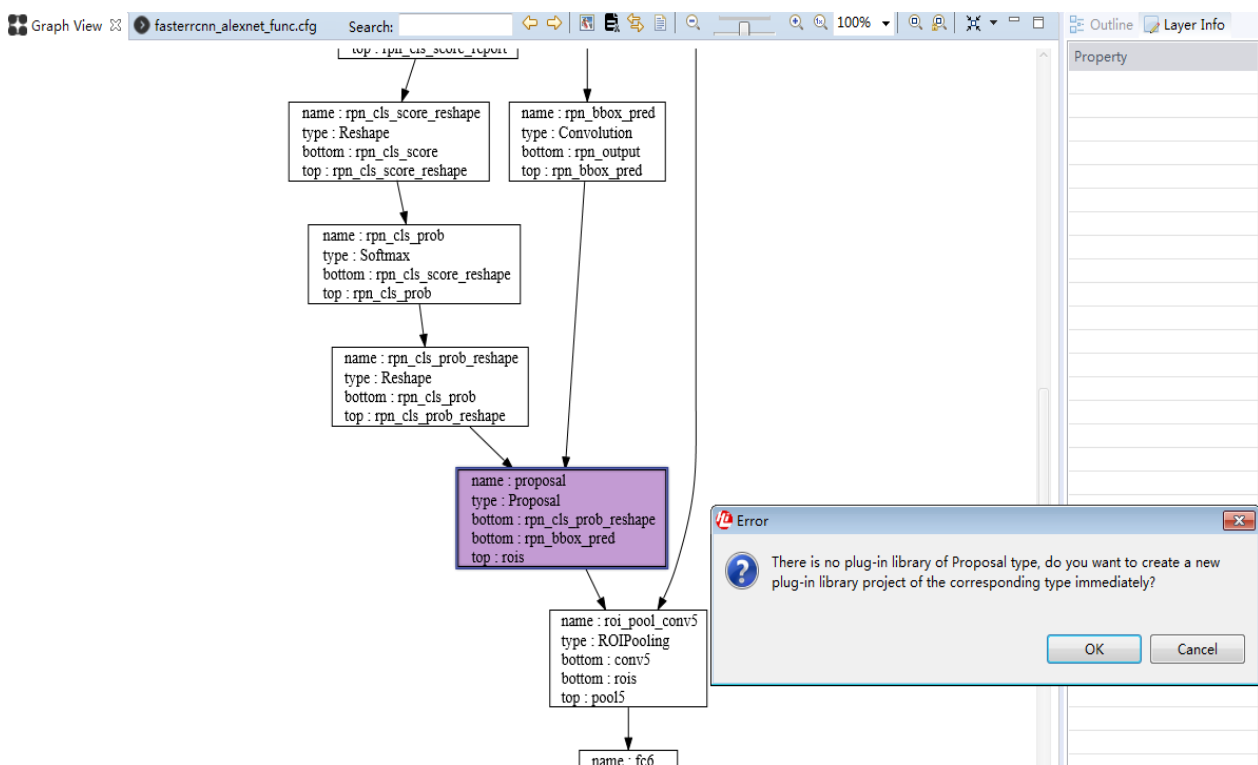 Graph View
fasterrcnn_alexnet_func.cfg
Search:
100%
Outline
Layer Info
Property
top : rpn_cls_score_report
name : rpn_cls_score_reshape
type : Reshape
bottom : rpn_cls_score
top : rpn_cls_score_reshape
name : rpn_bbox_pred
type : Convolution
bottom : rpn_output
top : rpn_bbox_pred
name : rpn_cls_prob
type : Softmax
bottom : rpn_cls_score_reshape
top : rpn_cls_prob
name : rpn_cls_prob_reshape
type : Reshape
bottom : rpn_cls_prob
top : rpn_cls_prob_reshape
name : proposal
type : Proposal
bottom : rpn_cls_prob_reshape
bottom : rpn_bbox_pred
top : rois
Error
There is no plug-in library of Proposal type, do you want to create a new
plug-in library project of the corresponding type immediately?
OK
Cancel
name : roi_pool_conv5
type : ROIPooling
bottom : conv5
bottom : rois
top : pool5
name : fc6